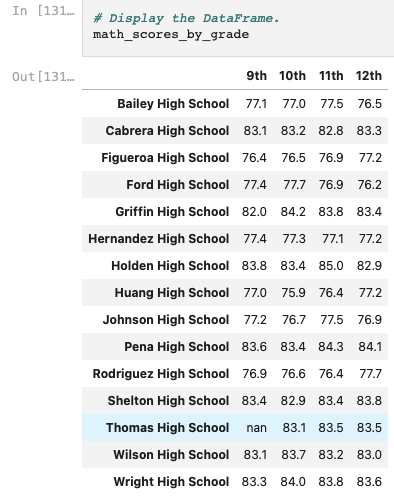 In [131…
# Display the DataFrame.
math_scores_by_grade
Out[131…
9th 10th 11th 12th
Bailey High School 77.1 77.0 77.5 76.5
Cabrera High School 83.1 83.2 82.8 83.3
Figueroa High School 76.4 76.5 76.9 77.2
Ford High School 77.4 77.7 76.9 76.2
Griffin High School 82.0 84.2 83.8 83.4
Hernandez High School 77.4 77.3 77.1 77.2
Holden High School 83.8 83.4 85.0 82.9
Huang High School 77.0 75.9 76.4 77.2
Johnson High School 77.2 76.7 77.5 76.9
Pena High School 83.6 83.4 84.3 84.1
Rodriguez High School 76.9 76.6 76.4 77.7
Shelton High School 83.4 82.9 83.4 83.8
Thomas High School nan 83.1 83.5 83.5
Wilson High School 83.1 83.7 83.2 83.0
Wright High School 83.3 84.0 83.8 83.6